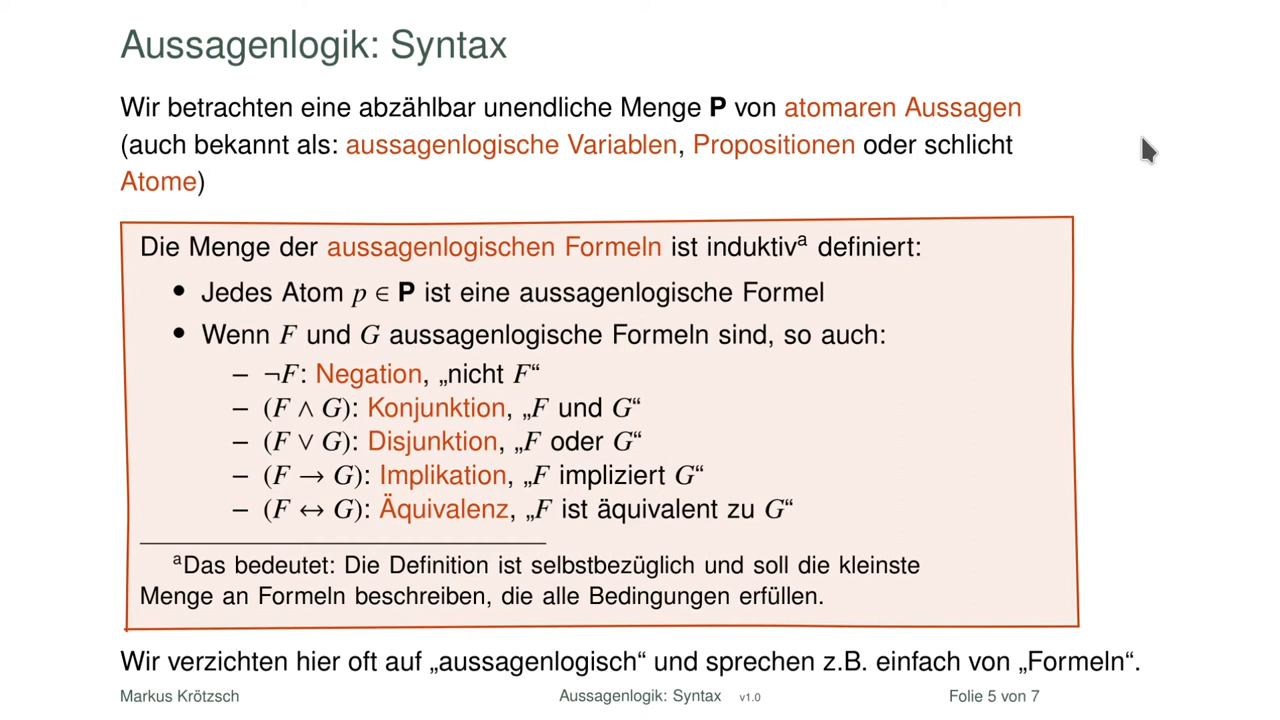 Aussagenlogik: Syntax
Wir betrachten eine abzählbar unendliche Menge P von atomaren Aussagen
(auch bekannt als: aussagenlogische Variablen, Propositionen oder schlicht
Atome)
Die Menge der aussagenlogischen Formeln ist induktivᵃ definiert:
• Jedes Atom p ∈ P ist eine aussagenlogische Formel
• Wenn F und G aussagenlogische Formeln sind, so auch:
– ¬F: Negation, „nicht F“
– (F ∧ G): Konjunktion, „F und G“
– (F ∨ G): Disjunktion, „F oder G“
– (F → G): Implikation, „F impliziert G“
– (F ↔ G): Äquivalenz, „F ist äquivalent zu G“
ᵃDas bedeutet: Die Definition ist selbstbezüglich und soll die kleinste
Menge an Formeln beschreiben, die alle Bedingungen erfüllen.
Wir verzichten hier oft auf „aussagenlogisch“ und sprechen z.B. einfach von „Formeln“.
Markus Krötzsch Aussagenlogik: Syntax v1.0 Folie 5 von 7